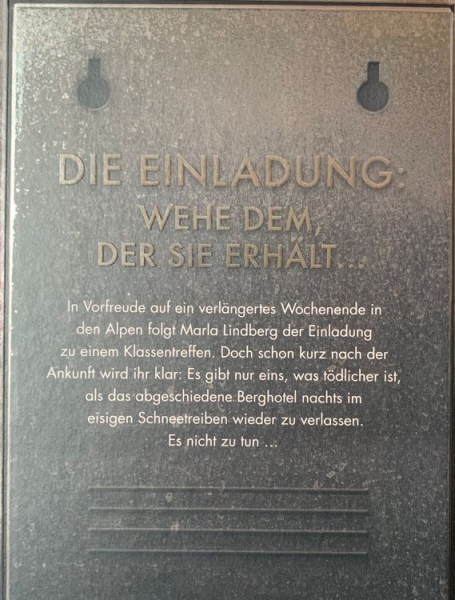 DIE EINLADUNG:
WEHE DEM,
DER SIE ERHÄLT...
In Vorfreude auf ein verlängertes Wochenende in
den Alpen folgt Marla Lindberg der Einladung
zu einem Klassentreffen. Doch schon kurz nach der
Ankunft wird ihr klar: Es gibt nur eins, was tödlicher ist,
als das abgeschiedene Berghotel nachts im
eisigen Schneetreiben wieder zu verlassen.
Es nicht zu tun ...